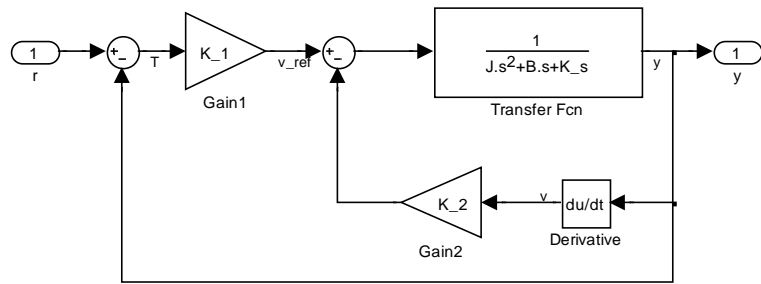 1
r
+
−
T
K_1
Gain1
v_ref
+
−
1
J.s²+B.s+K_s
Transfer Fcn
y
1
y
K_2
Gain2
v
du/dt
Derivative